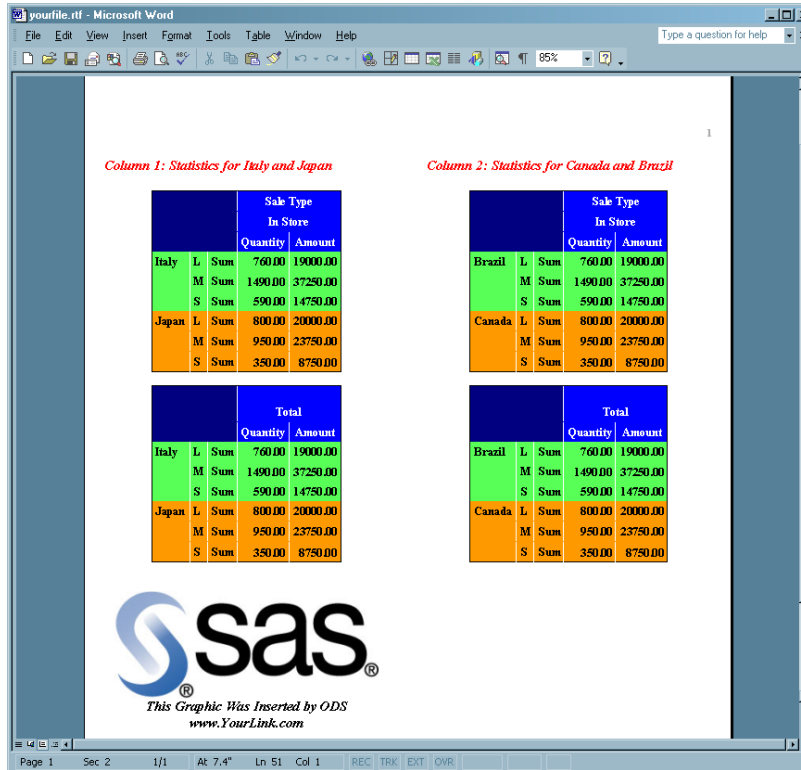 yourfile.rtf - Microsoft Word
File Edit View Insert Format Tools Table Window Help
Type a question for help
85%
1
Column 1: Statistics for Italy and Japan
Sale Type
In Store
Quantity Amount
Italy L Sum 760.00 19000.00
M Sum 1490.00 37250.00
S Sum 590.00 14750.00
Japan L Sum 800.00 20000.00
M Sum 950.00 23750.00
S Sum 350.00 8750.00
Total
Quantity Amount
Italy L Sum 760.00 19000.00
M Sum 1490.00 37250.00
S Sum 590.00 14750.00
Japan L Sum 800.00 20000.00
M Sum 950.00 23750.00
S Sum 350.00 8750.00
Column 2: Statistics for Canada and Brazil
Sale Type
In Store
Quantity Amount
Brazil L Sum 760.00 19000.00
M Sum 1490.00 37250.00
S Sum 590.00 14750.00
Canada L Sum 800.00 20000.00
M Sum 950.00 23750.00
S Sum 350.00 8750.00
Total
Quantity Amount
Brazil L Sum 760.00 19000.00
M Sum 1490.00 37250.00
S Sum 590.00 14750.00
Canada L Sum 800.00 20000.00
M Sum 950.00 23750.00
S Sum 350.00 8750.00
sas®
This Graphic Was Inserted by ODS
www.YourLink.com
Page 1 Sec 2 1/1 At 7.4" Ln 51 Col 1 REC TRK EXT OVR